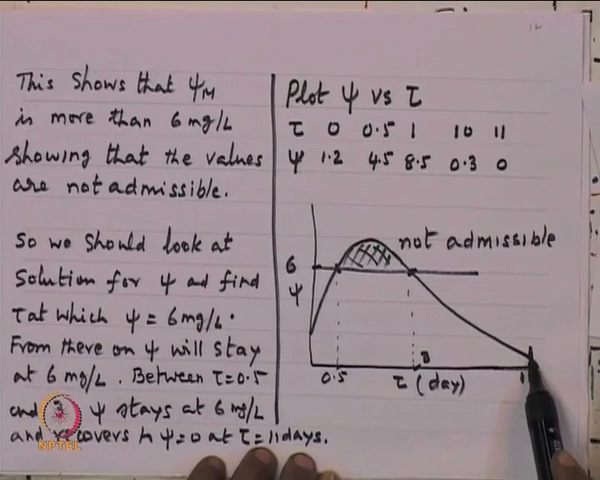 This shows that ψM
is more than 6 mg/L
showing that the values
are not admissible.
So we should look at
solution for ψ and find
τ at which ψ = 6 mg/L.
From there on ψ will stay
at 6 mg/L. Between τ = 0.5
and ψ stays at 6 mg/L
and recovers to ψ = 0 at τ = 11 days.
NPTEL
12
Plot ψ vs τ
τ 0 0.5 1 10 11
ψ 1.2 4.5 8.5 0.3 0
not admissible
6
ψ
0.5 τ (day)